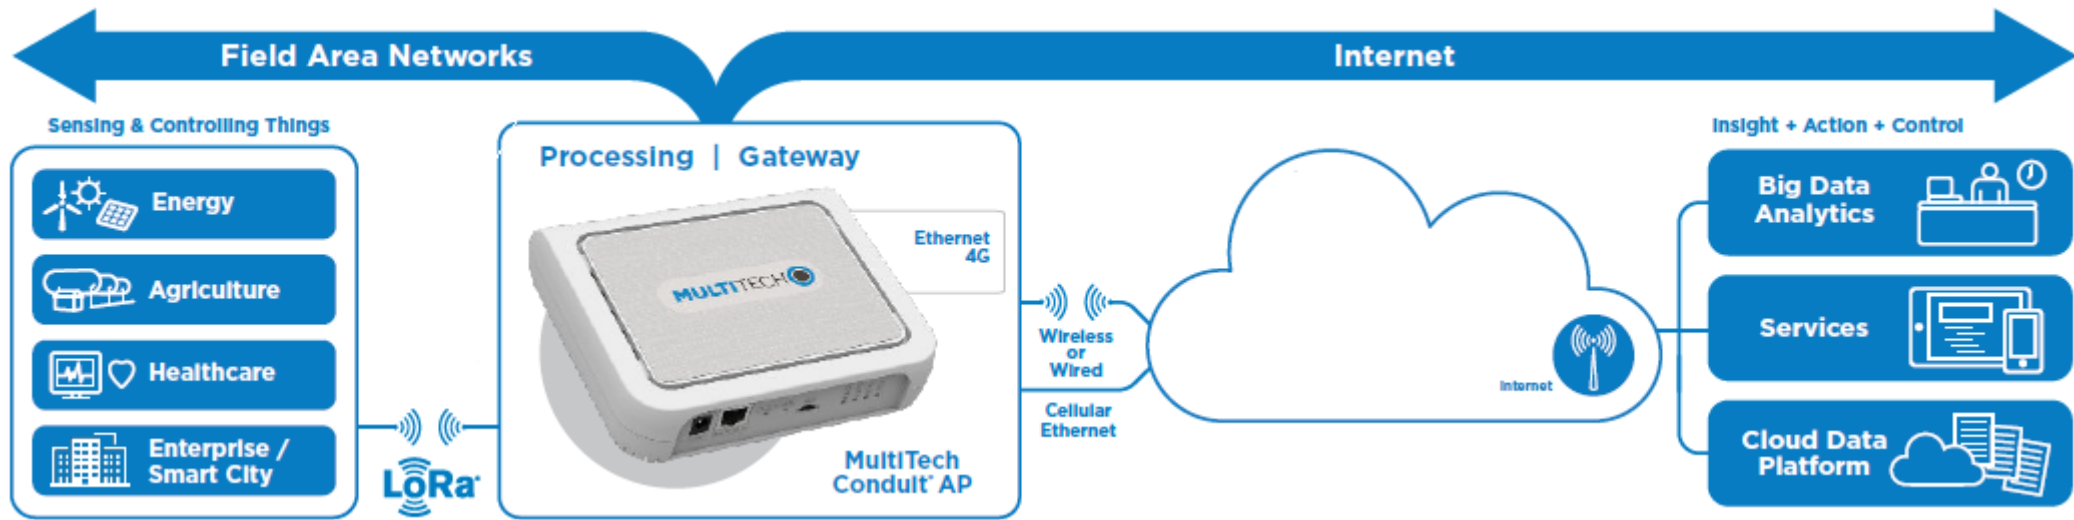 Field Area Networks
Internet
Sensing & Controlling Things
Energy
Agriculture
Healthcare
Enterprise /
Smart City
LoRa
Processing | Gateway
Ethernet
4G
MULTITECH
MultiTech
Conduit® AP
Wireless
or
Wired
Cellular
Ethernet
Internet
Insight + Action + Control
Big Data
Analytics
Services
Cloud Data
Platform